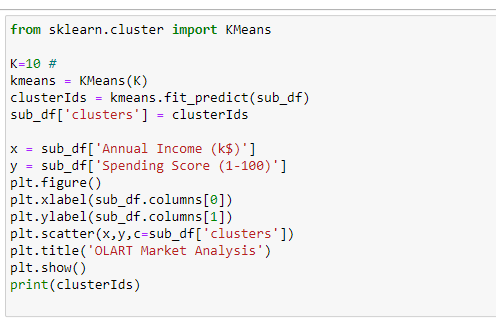 from sklearn.cluster import KMeans
K=10 #
kmeans = KMeans(K)
clusterIds = kmeans.fit_predict(sub_df)
sub_df['clusters'] = clusterIds
x = sub_df['Annual Income (k$)']
y = sub_df['Spending Score (1-100)']
plt.figure()
plt.xlabel(sub_df.columns[0])
plt.ylabel(sub_df.columns[1])
plt.scatter(x,y,c=sub_df['clusters'])
plt.title('OLART Market Analysis')
plt.show()
print(clusterIds)